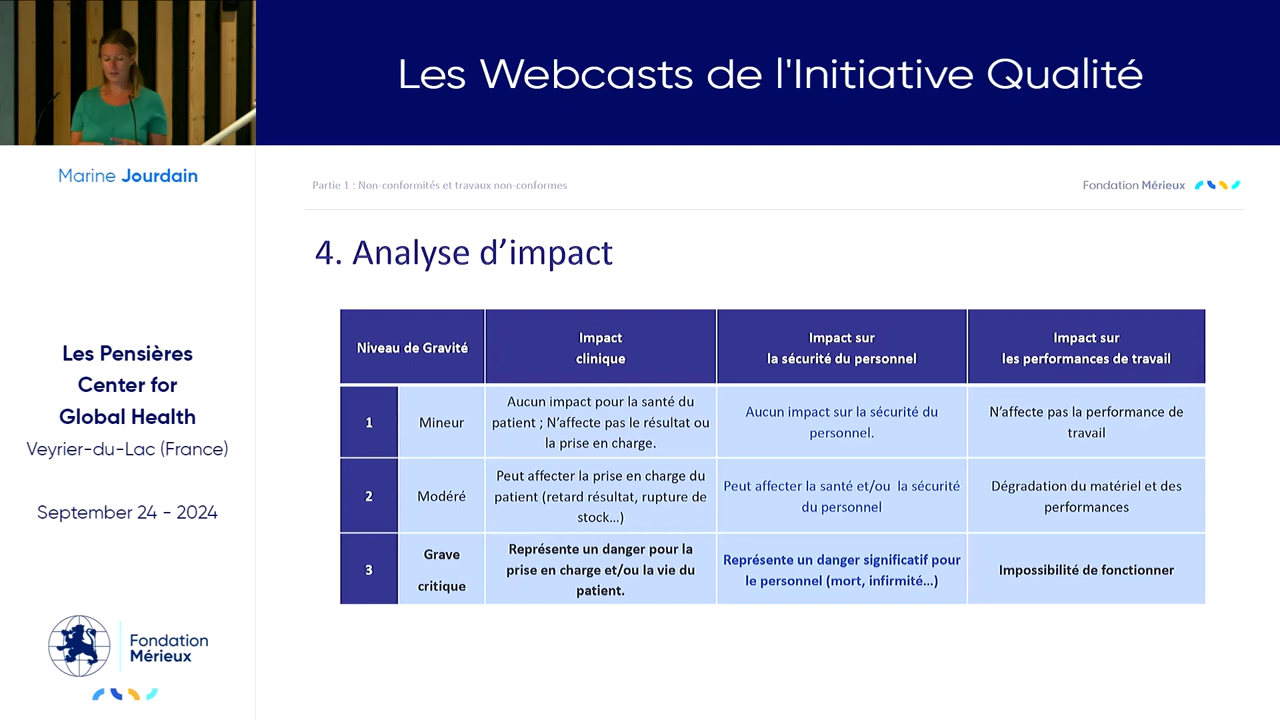 Les Webcasts de l'Initiative Qualité
Marine Jourdain
Les Pensières
Center for
Global Health
Veyrier-du-Lac (France)
September 24 - 2024
Fondation
Mérieux
Partie 1 : Non-conformités et travaux non-conformes
Fondation Mérieux
4. Analyse d’impact
Niveau de Gravité
Impact
clinique
Impact sur
la sécurité du personnel
Impact sur
les performances de travail
1
Mineur
Aucun impact pour la santé du
patient ; N’affecte pas le résultat ou
la prise en charge.
Aucun impact sur la sécurité du
personnel.
N’affecte pas la performance de
travail
2
Modéré
Peut affecter la prise en charge du
patient (retard résultat, rupture de
stock…)
Peut affecter la santé et/ou la sécurité
du personnel
Dégradation du matériel et des
performances
3
Grave
critique
Représente un danger pour la
prise en charge et/ou la vie du
patient.
Représente un danger significatif pour
le personnel (mort, infirmité…)
Impossibilité de fonctionner